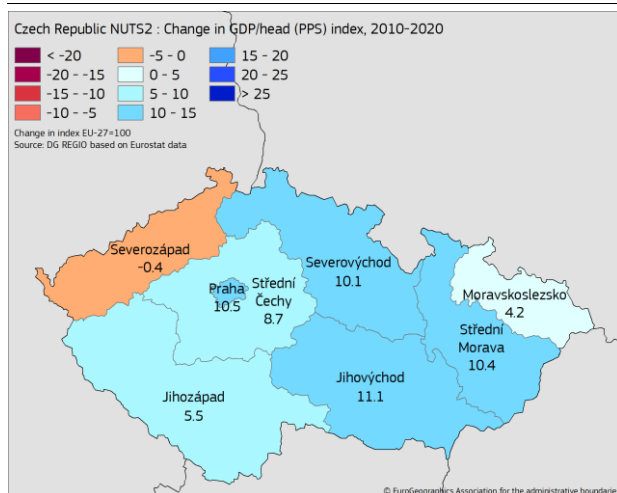 Czech Republic NUTS2 : Change in GDP/head (PPS) index, 2010-2020
< -20
-20 - -15
-15 - -10
-10 - -5
-5 - 0
0 - 5
5 - 10
10 - 15
15 - 20
20 - 25
> 25
Change in index EU-27=100
Source: DG REGIO based on Eurostat data
Severozápad
-0.4
Praha
10.5
Střední
Čechy
8.7
Severovýchod
10.1
Moravskoslezsko
4.2
Střední
Morava
10.4
Jihozápad
5.5
Jihovýchod
11.1
© EuroGeographics Association for the administrative boundaries